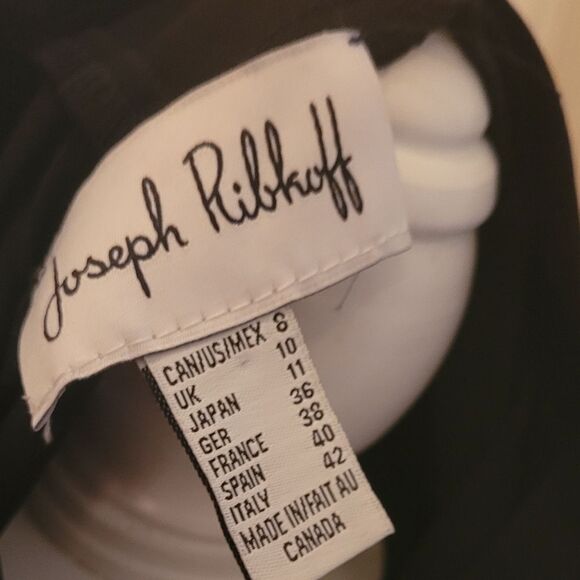 Joseph Ribkoff
CAN/US/MEX 8
UK 10
JAPAN 11
GER 36
FRANCE 38
SPAIN 40
ITALY 42
MADE IN/FAIT AU
CANADA